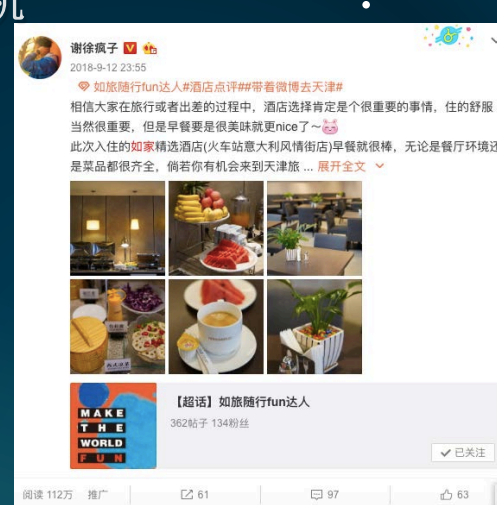 谢徐疯子
2018-9-12 23:55
如旅随行fun达人#酒店点评##带着微博去天津#
相信大家在旅行或者出差的过程中，酒店选择肯定是个很重要的事情，住的舒服
当然很重要，但是早餐要是很美味就更nice了～
此次入住的如家精选酒店(火车站意大利风情街店)早餐就很棒，无论是餐厅环境还
是菜品都很齐全，倘若你有机会来到天津旅 ... 展开全文
MAKE
THE
WORLD
FUN
【超话】如旅随行fun达人
362帖子 134粉丝
已关注
阅读 112万 推广 61 97 63